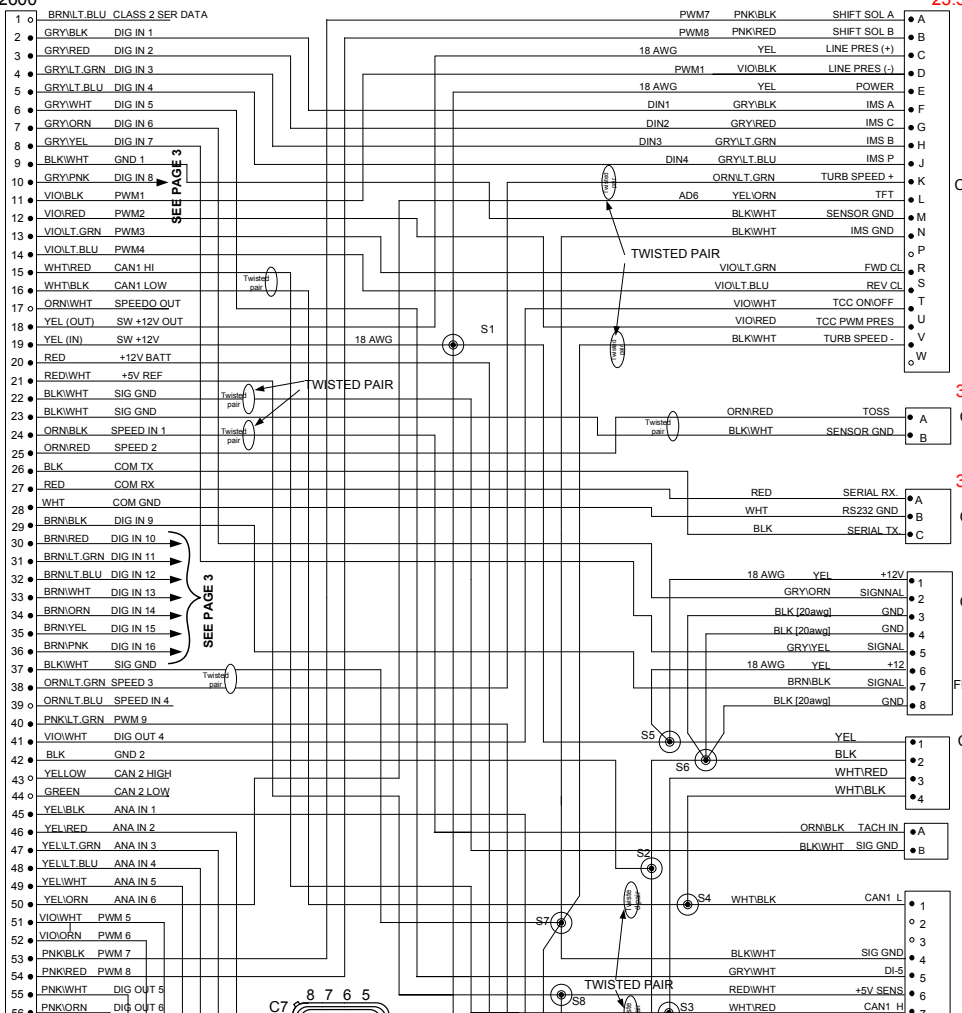 2600
25.5
1 BRN\LT.BLU CLASS 2 SER DATA
2 GRY\BLK DIG IN 1
3 GRY\RED DIG IN 2
4 GRY\LT.GRN DIG IN 3
5 GRY\LT.BLU DIG IN 4
6 GRY\WHT DIG IN 5
7 GRY\ORN DIG IN 6
8 GRY\YEL DIG IN 7
9 BLK\WHT GND 1
10 GRY\PNK DIG IN 8
SEE PAGE 3
11 VIO\BLK PWM1
12 VIO\RED PWM2
13 VIO\LT.GRN PWM3
14 VIO\LT.BLU PWM4
15 WHT\RED CAN1 HI
16 WHT\BLK CAN1 LOW
Twisted pair
17 ORN\WHT SPEEDO OUT
18 YEL (OUT) SW +12V OUT
19 YEL (IN) SW +12V
18 AWG
S1
20 RED +12V BATT
21 RED\WHT +5V REF
22 BLK\WHT SIG GND
23 BLK\WHT SIG GND
24 ORN\BLK SPEED IN 1
25 ORN\RED SPEED 2
Twisted pair
Twisted pair
TWISTED PAIR
26 BLK COM TX
27 RED COM RX
28 WHT COM GND
29 BRN\BLK DIG IN 9
30 BRN\RED DIG IN 10
31 BRN\LT.GRN DIG IN 11
32 BRN\LT.BLU DIG IN 12
33 BRN\WHT DIG IN 13
34 BRN\ORN DIG IN 14
35 BRN\YEL DIG IN 15
36 BRN\PNK DIG IN 16
SEE PAGE 3
37 BLK\WHT SIG GND
38 ORN\LT.GRN SPEED 3
Twisted pair
39 ORN\LT.BLU SPEED IN 4
40 PNK\LT.GRN PWM 9
41 VIO\WHT DIG OUT 4
42 BLK GND 2
43 YELLOW CAN 2 HIGH
44 GREEN CAN 2 LOW
45 YEL\BLK ANA IN 1
46 YEL\RED ANA IN 2
47 YEL\LT.GRN ANA IN 3
48 YEL\LT.BLU ANA IN 4
49 YEL\WHT ANA IN 5
50 YEL\ORN ANA IN 6
51 VIO\WHT PWM 5
52 VIO\ORN PWM 6
53 PNK\BLK PWM 7
54 PNK\RED PWM 8
55 PNK\WHT DIG OUT 5
56 PNK\ORN DIG OUT 6
C7
8 7 6 5
PWM7 PNK\BLK SHIFT SOL A A
PWM8 PNK\RED SHIFT SOL B B
18 AWG YEL LINE PRES (+) C
PWM1 VIO\BLK LINE PRES (-) D
18 AWG YEL POWER E
DIN1 GRY\BLK IMS A F
DIN2 GRY\RED IMS C G
DIN3 GRY\LT.GRN IMS B H
DIN4 GRY\LT.BLU IMS P J
ORN\LT.GRN TURB SPEED + K
AD6 YEL\ORN TFT L
BLK\WHT SENSOR GND M
BLK\WHT IMS GND N
P
VIO\LT.GRN FWD CL R
VIO\LT.BLU REV CL S
VIO\WHT TCC ON\OFF T
VIO\RED TCC PWM PRES U
BLK\WHT TURB SPEED - V
W
Twisted pair
TWISTED PAIR
Twisted pair
Twisted pair
ORN\RED TOSS A
BLK\WHT SENSOR GND B
RED SERIAL RX. A
WHT RS232 GND B
BLK SERIAL TX. C
18 AWG YEL +12V 1
GRY\ORN SIGNNAL 2
BLK [20awg] GND 3
BLK [20awg] GND 4
GRY\YEL SIGNAL 5
18 AWG YEL +12 6
BRN\BLK SIGNAL 7
BLK [20awg] GND 8
S5
S6
YEL 1
BLK 2
WHT\RED 3
WHT\BLK 4
ORN\BLK TACH IN A
BLK\WHT SIG GND B
S2
S4
WHT\BLK CAN1 L 1
2
3
BLK\WHT SIG GND 4
GRY\WHT DI-5 5
RED\WHT +5V SENS 6
WHT\RED CAN1 H 7
Twisted pair
S7
TWISTED PAIR
S8
S3